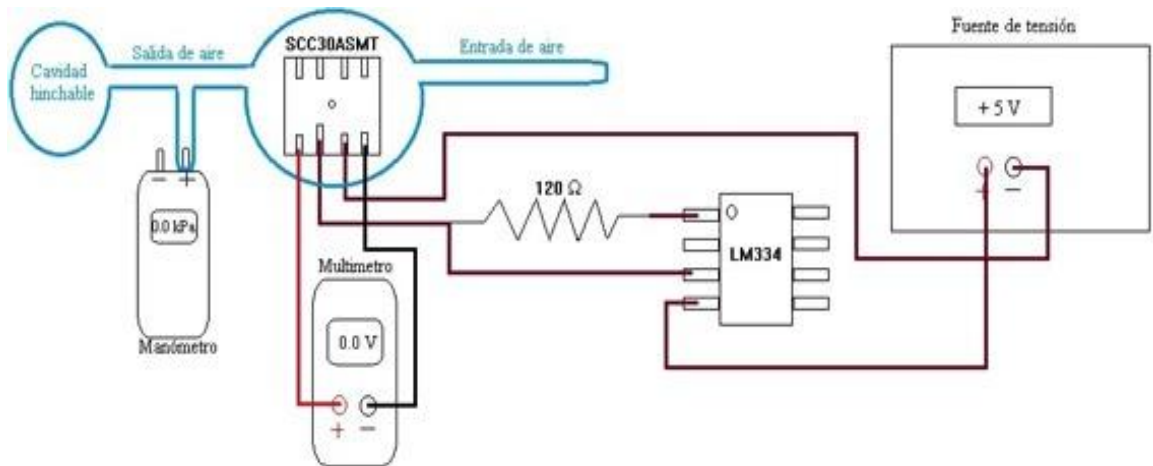 Fuente de tensión
SCC30ASMT
Salida de aire
Entrada de aire
Cavidad
hinchable
+ 5 V
+ −
− +
120 Ω
0.0 kPa
LM334
Multimetro
0.0 V
Manómetro
+ −